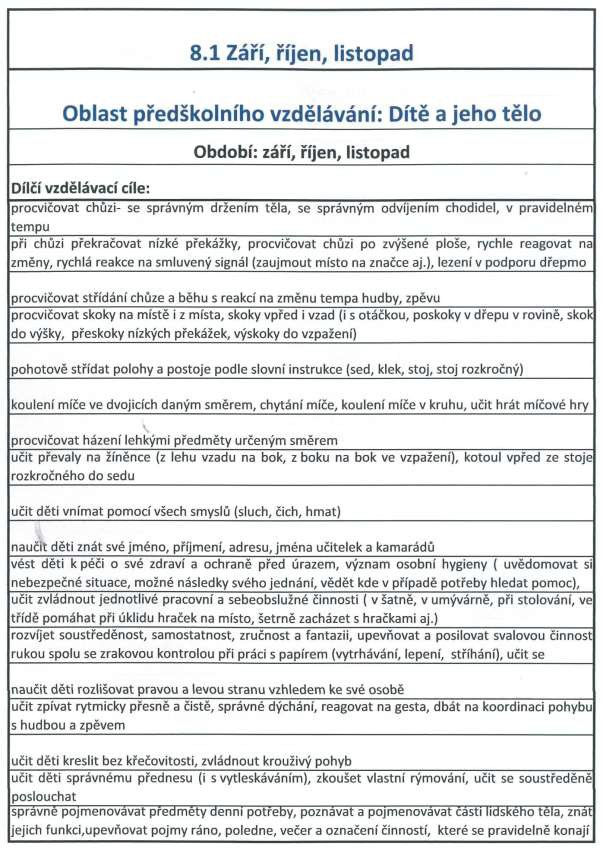 8.1 Září, říjen, listopad
Oblast předškolního vzdělávání: Dítě a jeho tělo
Období: září, říjen, listopad
Dílčí vzdělávací cíle:
procvičovat chůzi- se správným držením těla, se správným odvíjením chodidel, v pravidelném
tempu
při chůzi překračovat nízké překážky, procvičovat chůzi po zvýšené ploše, rychle reagovat na
změny, rychlá reakce na smluvený signál (zaujmout místo na značce aj.), lezení v podporu dřepmo
procvičovat střídání chůze a běhu s reakcí na změnu tempa hudby, zpěvu
procvičovat skoky na místě i z místa, skoky vpřed i vzad (i s otáčkou, poskoky v dřepu v rovině, skok
do výšky, přeskoky nízkých překážek, výskoky do vzpažení)
pohotově střídat polohy a postoje podle slovní instrukce (sed, klek, stoj, stoj rozkročný)
koulení míče ve dvojicích daným směrem, chytání míče, koulení míče v kruhu, učit hrát míčové hry
procvičovat házení lehkými předměty určeným směrem
učit převaly na žíněnce (z lehu vzadu na bok, z boku na bok ve vzpažení), kotoul vpřed ze stoje
rozkročného do sedu
učit děti vnímat pomocí všech smyslů (sluch, čich, hmat)
naučit děti znát své jméno, příjmení, adresu, jména učitelek a kamarádů
vést děti k péči o své zdraví a ochraně před úrazem, význam osobní hygieny ( uvědomovat si
nebezpečné situace, možné následky svého jednání, vědět kde v případě potřeby hledat pomoc),
učit zvládnout jednotlivé pracovní a sebeobslužné činnosti ( v šatně, v umývárně, při stolování, ve
třídě pomáhat při úklidu hraček na místo, šetrně zacházet s hračkami aj.)
rozvíjet soustředěnost, samostatnost, zručnost a fantazii, upevňovat a posilovat svalovou činnost
rukou spolu se zrakovou kontrolou při práci s papírem (vytrhávání, lepení, stříhání), učit se
naučit děti rozlišovat pravou a levou stranu vzhledem ke své osobě
učit zpívat rytmicky přesně a čistě, správné dýchání, reagovat na gesta, dbát na koordinaci pohybu
s hudbou a zpěvem
učit děti kreslit bez křečovitosti, zvládnout krouživý pohyb
učit děti správnému přednesu (i s vytleskáváním), zkoušet vlastní rýmování, učit se soustředěně
poslouchat
správně pojmenovávat předměty denní potřeby, poznávat a pojmenovávat části lidského těla, znát
jejich funkci,upevňovat pojmy ráno, poledne, večer a označení činností, které se pravidelně konají